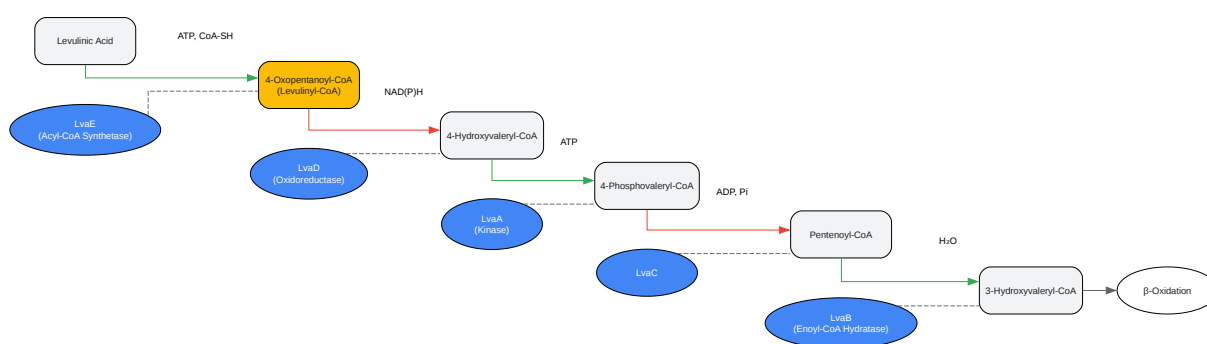 Levulinic Acid
ATP, CoA-SH
4-Oxopentanoyl-CoA
(Levulinyl-CoA)
NAD(P)H
LvaE
(Acyl-CoA Synthetase)
4-Hydroxyvaleryl-CoA
ATP
LvaD
(Oxidoreductase)
4-Phosphovaleryl-CoA
ADP, Pi
LvaA
(Kinase)
Pentenoyl-CoA
H₂O
LvaC
3-Hydroxyvaleryl-CoA
β-Oxidation
LvaB
(Enoyl-CoA Hydratase)